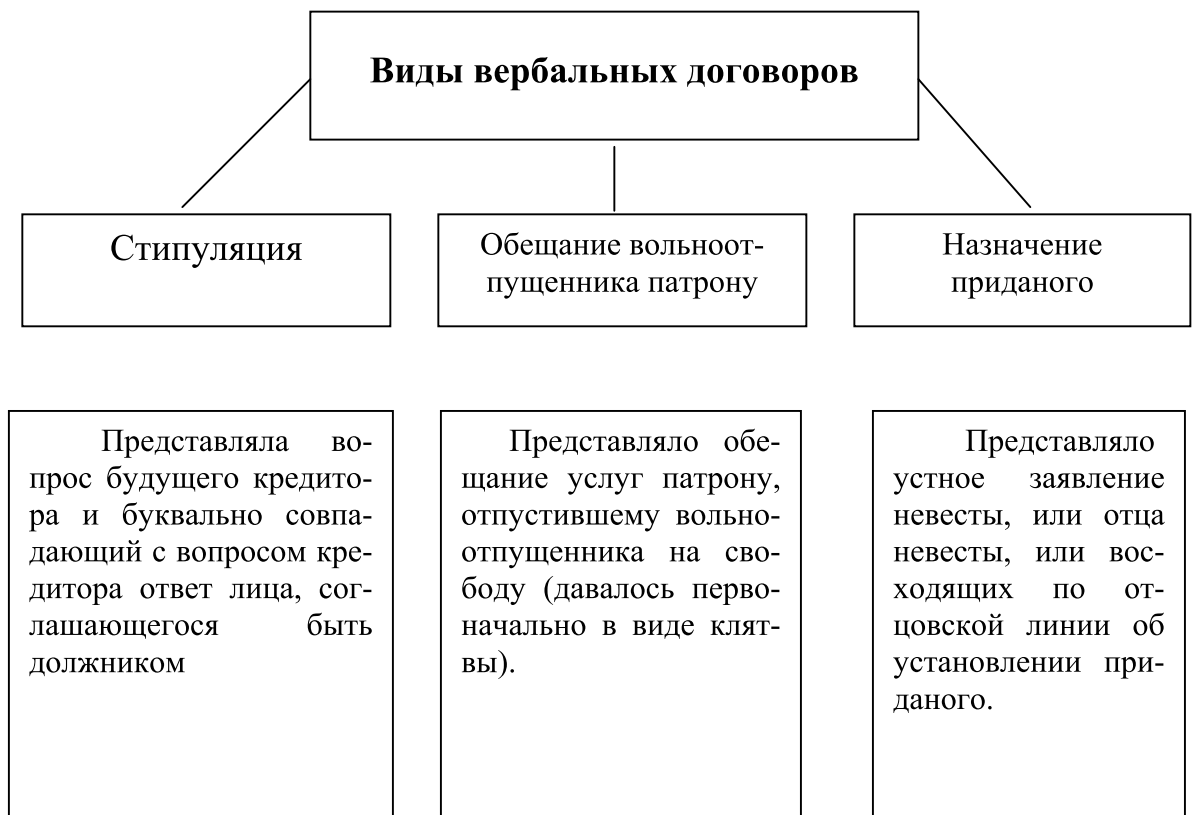 Виды вербальных договоров
Стипуляция
Обещание вольноот-
пущенника патрону
Назначение
приданого
Представляла во-
прос будущего кредито-
ра и буквально совпа-
дающий с вопросом кре-
дитора ответ лица, сог-
лашающегося быть
должником
Представляло обе-
щание услуг патрону,
отпустившему вольно-
отпущенника на сво-
боду (давалось перво-
начально в виде клят-
вы).
Представляло
устное заявление
невесты, или отца
невесты, или вос-
ходящих по от-
цовской линии об
установлении при-
даного.